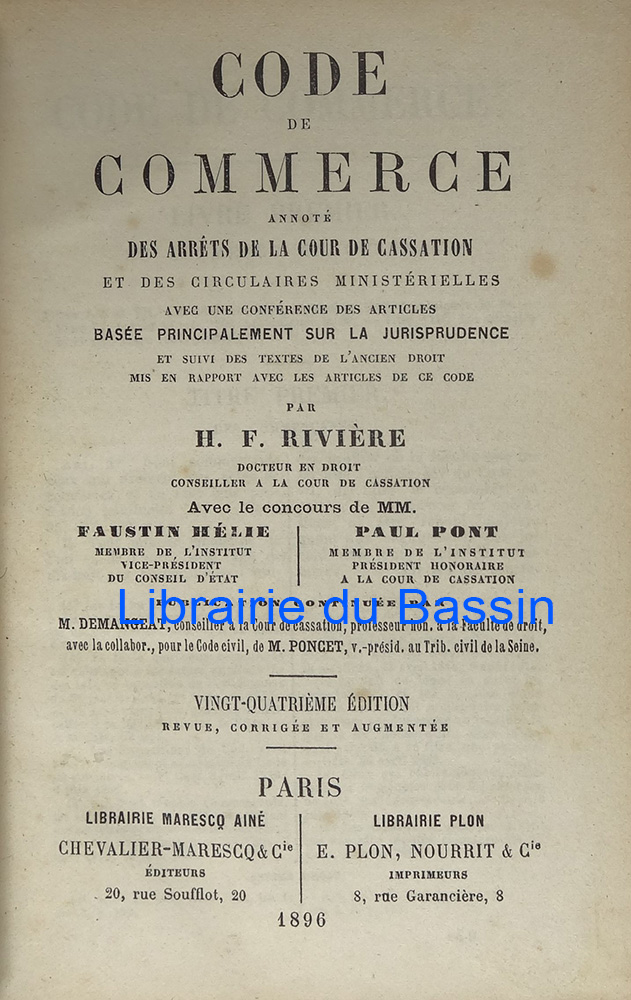 CODE
DE
COMMERCE
ANNOTÉ
DES ARRÊTS DE LA COUR DE CASSATION
ET DES CIRCULAIRES MINISTÉRIELLES
AVEC UNE CONFÉRENCE DES ARTICLES
BASÉE PRINCIPALEMENT SUR LA JURISPRUDENCE
ET SUIVI DES TEXTES DE L'ANCIEN DROIT
MIS EN RAPPORT AVEC LES ARTICLES DE CE CODE
PAR
H. F. RIVIÈRE
DOCTEUR EN DROIT
CONSEILLER A LA COUR DE CASSATION
Avec le concours de MM.
FAUSTIN HÉLIE
MEMBRE DE L'INSTITUT
VICE-PRÉSIDENT
DU CONSEIL D'ÉTAT
PAUL PONT
MEMBRE DE L'INSTITUT
PRÉSIDENT HONORAIRE
A LA COUR DE CASSATION
PUBLICATION CONTINUÉE PAR
Librairie du Bassin
M. DEMANGEAT, conseiller à la Cour de cassation, professeur hon. à la Faculté de droit,
avec la collabor., pour le Code civil, de M. PONCET, v.-présid. au Trib. civil de la Seine.
VINGT-QUATRIÈME ÉDITION
REVUE, CORRIGÉE ET AUGMENTÉE
PARIS
LIBRAIRIE MARESCQ AINÉ
CHEVALIER-MARESCQ & Cie
ÉDITEURS
20, rue Soufflot, 20
LIBRAIRIE PLON
E. PLON, NOURRIT & Cie
IMPRIMEURS
8, rue Garancière, 8
1896